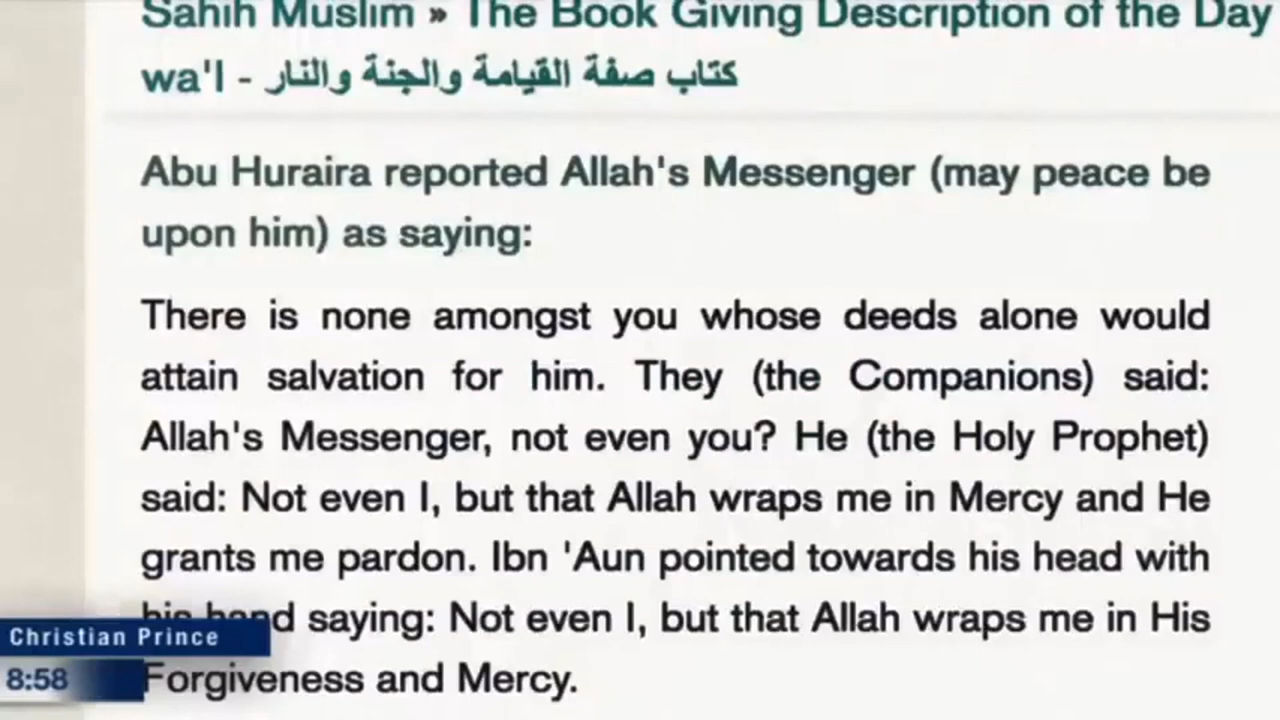 Sahih Muslim » The Book Giving Description of the Day
wa'l - كتاب صفة القيامة والجنة والنار
Abu Huraira reported Allah's Messenger (may peace be
upon him) as saying:
There is none amongst you whose deeds alone would
attain salvation for him. They (the Companions) said:
Allah's Messenger, not even you? He (the Holy Prophet)
said: Not even I, but that Allah wraps me in Mercy and He
grants me pardon. Ibn 'Aun pointed towards his head with
his hand saying: Not even I, but that Allah wraps me in His
Forgiveness and Mercy.
Christian Prince
8:58